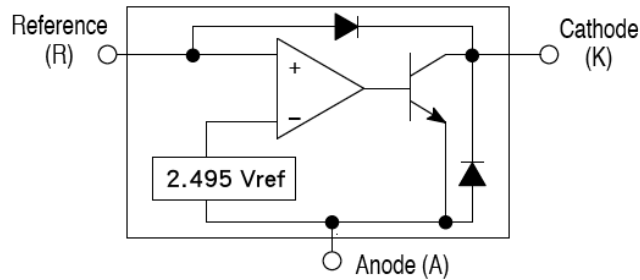 Reference
(R)
Cathode
(K)
+
−
2.495 Vref
Anode (A)